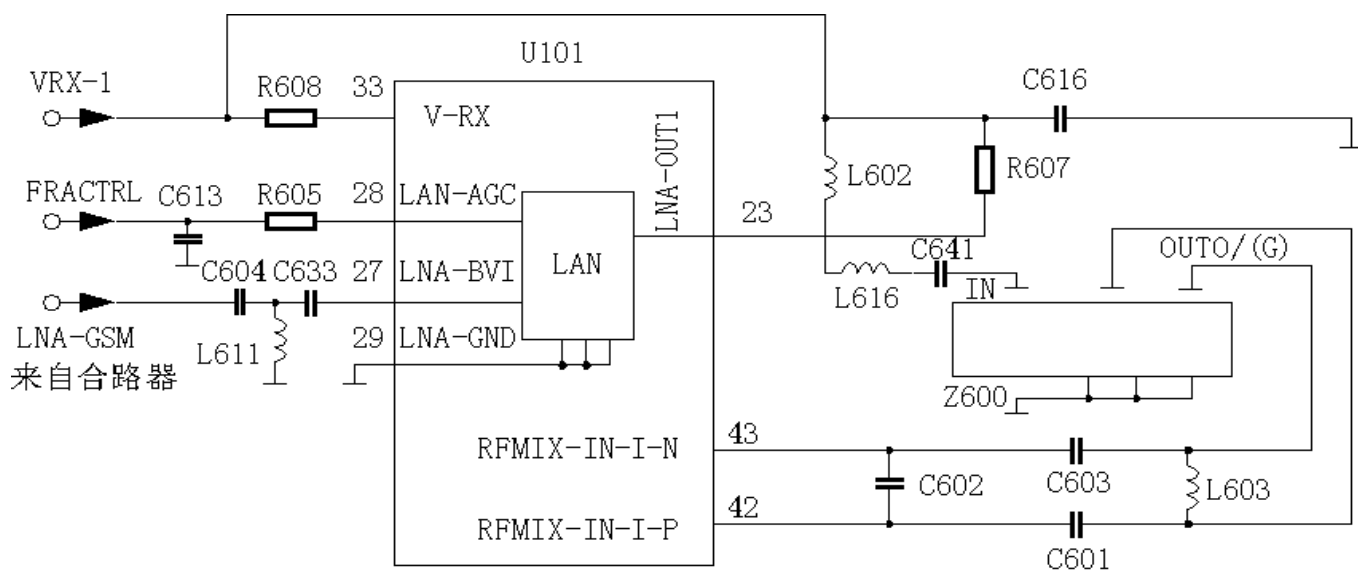 U101
VRX-1
R608
33
C616
V-RX
LNA-OUT1
L602
R607
FRACTRL
C613
R605
28
LAN-AGC
23
LAN
C641
OUTO/(G)
C604
C633
27
LNA-BVI
L616
IN
LNA-GSM
L611
29
LNA-GND
来自合路器
Z600
RFMIX-IN-I-N
43
C602
C603
L603
RFMIX-IN-I-P
42
C601